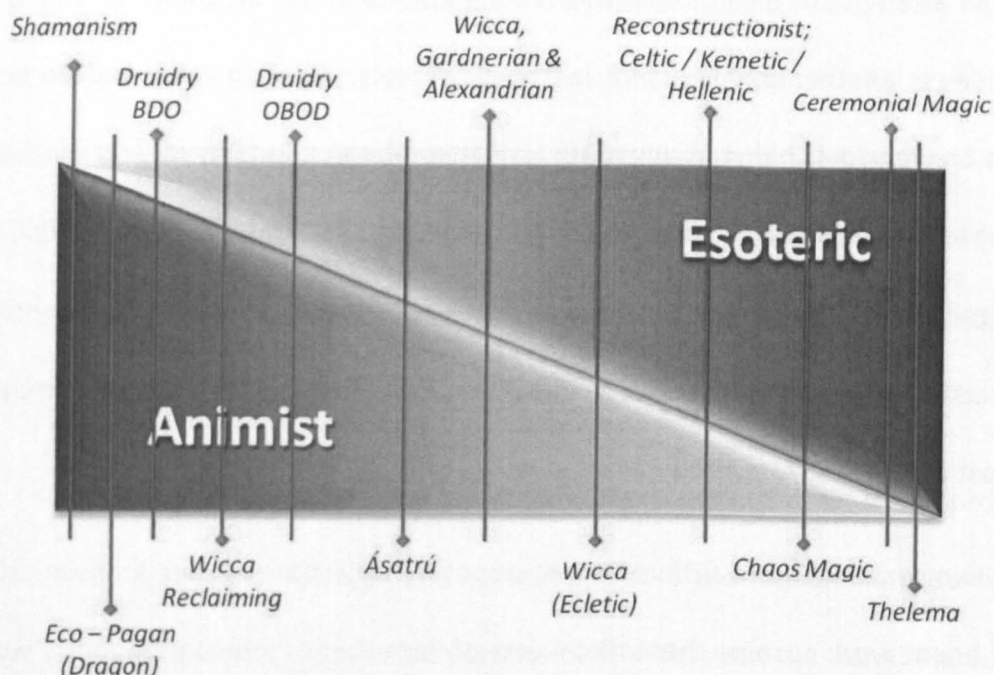 Shamanism
Druidry
BDO
Druidry
OBOD
Wicca,
Gardnerian &
Alexandrian
Reconstructionist;
Celtic / Kemetic /
Hellenic
Ceremonial Magic
Esoteric
Animist
Eco – Pagan
(Dragon)
Wicca
Reclaiming
Ásatrú
Wicca
(Ecletic)
Chaos Magic
Thelema